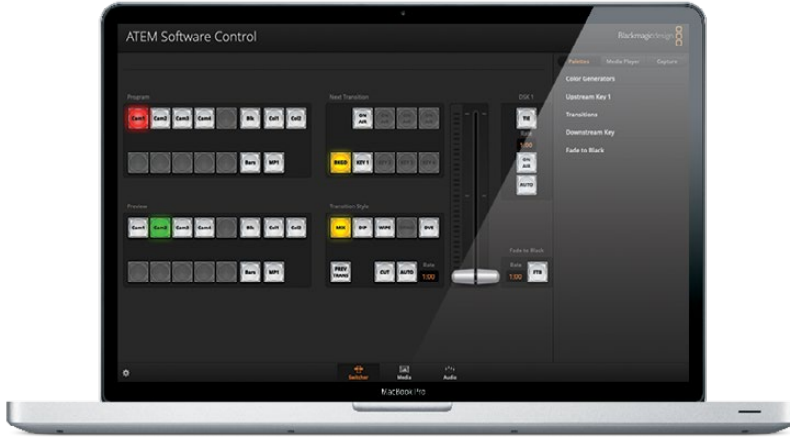 ATEM Software Control
Blackmagicdesign
Palettes Media Player Capture
Color Generators
Upstream Key 1
Transitions
Downstream Key
Fade to Black
Program
Cam1 Cam2 Cam3 Cam4 Blk Col1 Col2
Bars MP1
Next Transition
ON AIR
BKGD KEY 1
DSK 1
TIE
Rate
1:00
ON AIR
AUTO
Preview
Cam1 Cam2 Cam3 Cam4 Blk Col1 Col2
Bars MP1
Transition Style
MIX DIP WIPE DVE
PREV TRANS CUT AUTO
Rate
1:00
Fade to Black
Rate
1:00 FTB
Switcher Media Audio
MacBook Pro